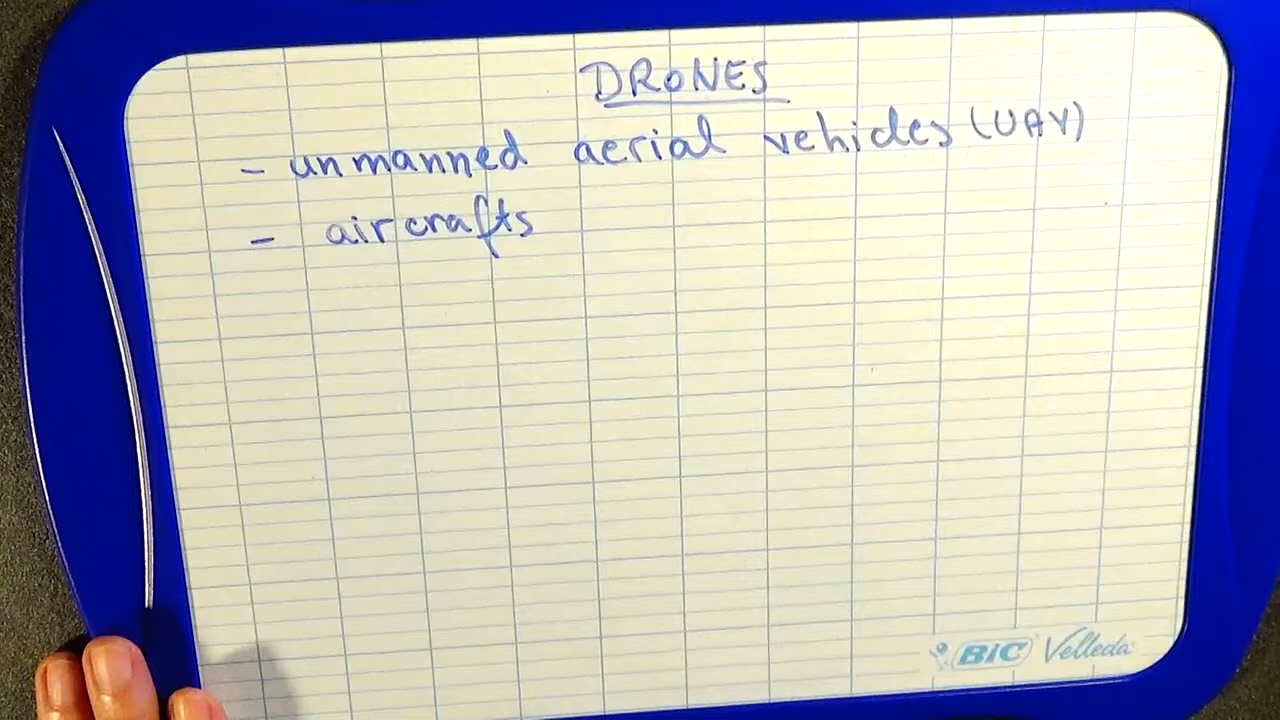 DRONES
- unmanned aerial vehicles (UAV)
- aircrafts
BIC Velleda